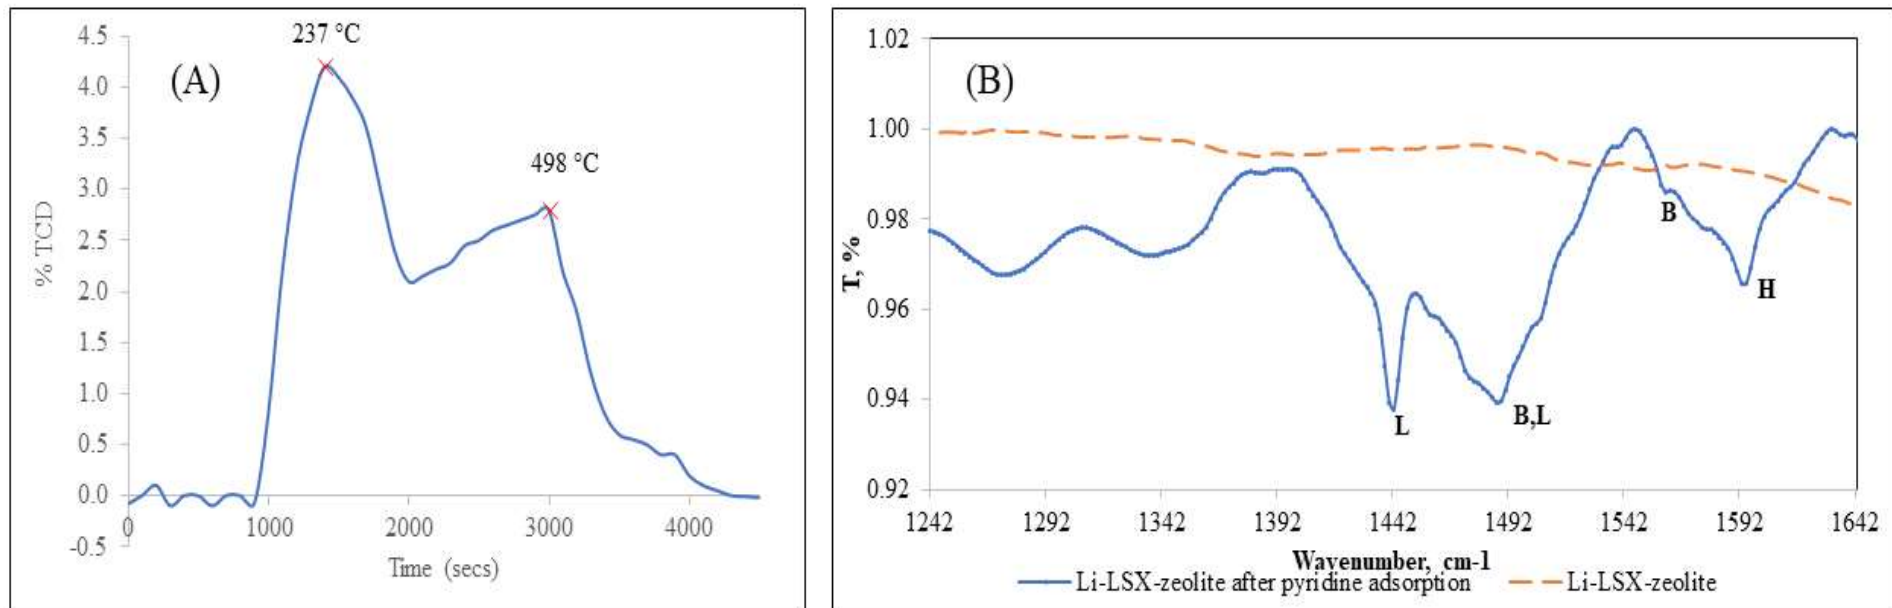 (A)
237 °C
498 °C
4.5
4.0
3.5
3.0
2.5
2.0
1.5
1.0
0.5
0.0
-0.5
% TCD
0 1000 2000 3000 4000
Time (secs)
(B)
1.02
1.00
0.98
0.96
0.94
0.92
T, %
L
B,L
B
H
1242 1292 1342 1392 1442 1492 1542 1592 1642
Wavenumber, cm-1
Li-LSX-zeolite after pyridine adsorption
Li-LSX-zeolite